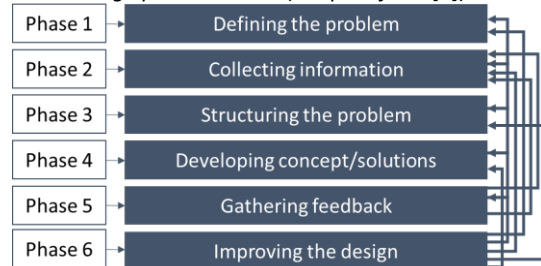 Phase 1 Defining the problem
Phase 2 Collecting information
Phase 3 Structuring the problem
Phase 4 Developing concept/solutions
Phase 5 Gathering feedback
Phase 6 Improving the design